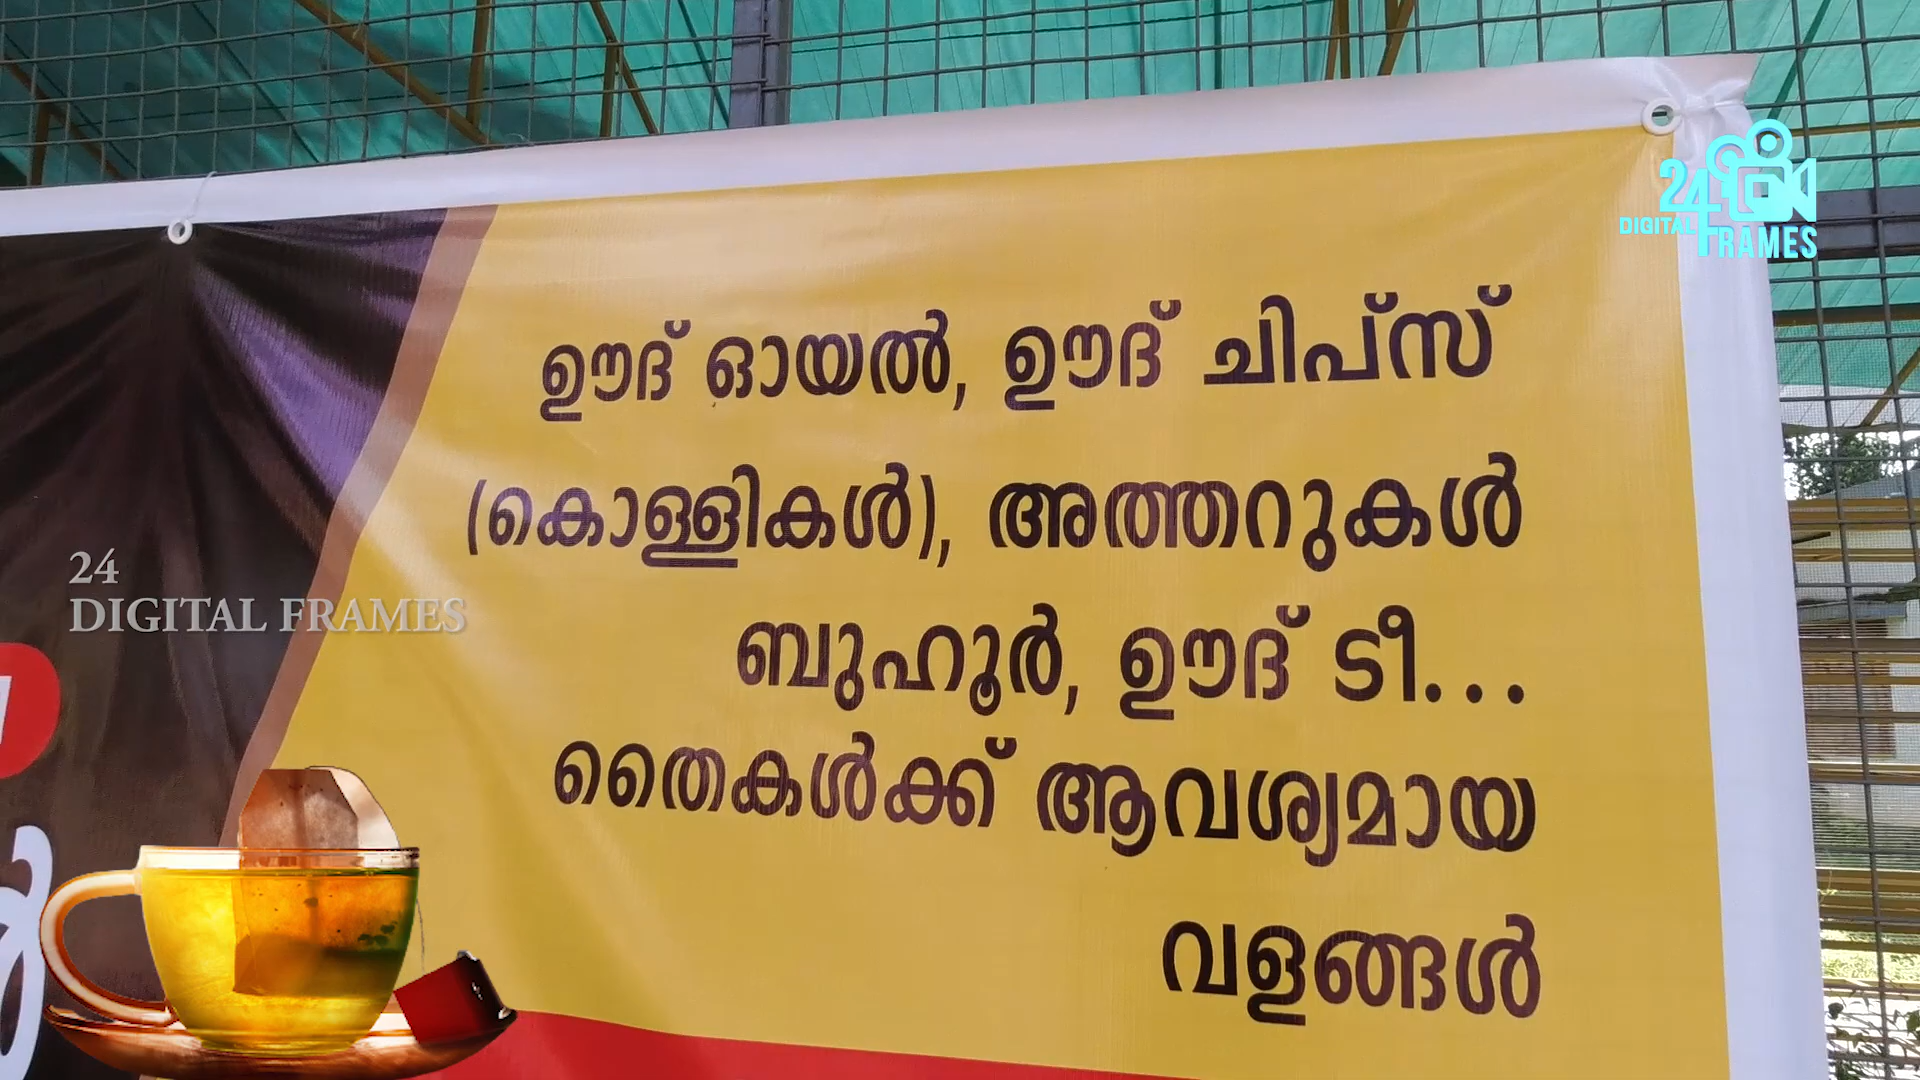 ഊദ് ഓയൽ, ഊദ് ചിപ്സ്
(കൊള്ളികൾ), അത്തറുകൾ
ബുഹൂർ, ഊദ് ടീ...
തൈകൾക്ക് ആവശ്യമായ
വളങ്ങൾ
24
DIGITAL FRAMES
24
DIGITAL FRAMES